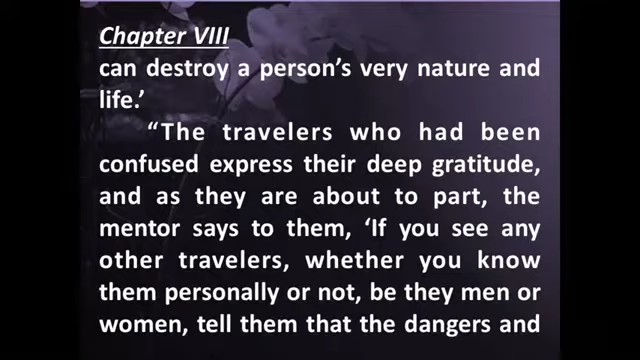 Chapter VIII
can destroy a person’s very nature and
life.’
“The travelers who had been
confused express their deep gratitude,
and as they are about to part, the
mentor says to them, ‘If you see any
other travelers, whether you know
them personally or not, be they men or
women, tell them that the dangers and